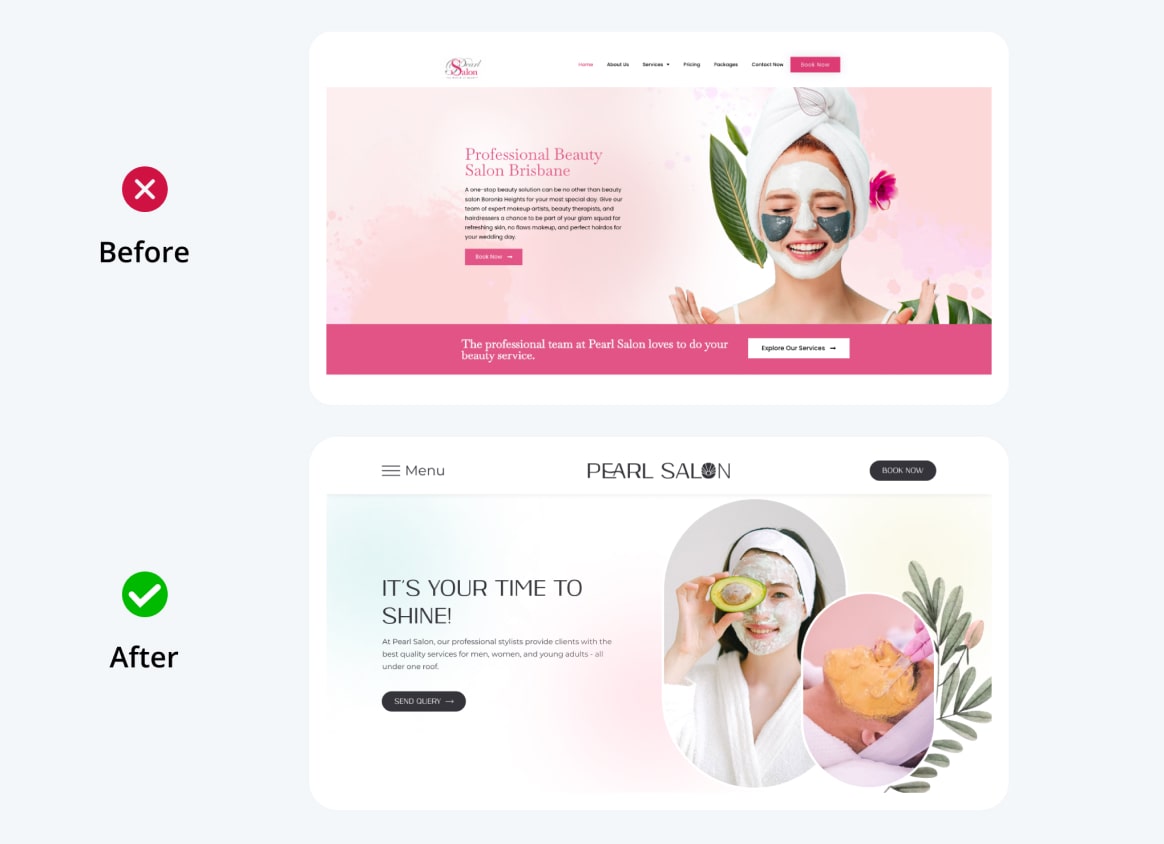 Pearl
Salon
Home About Us Services Pricing Packages Contact Now Book Now
Before
Professional Beauty
Salon Brisbane
A one-stop beauty solution can be no other than beauty
salon Boronia Heights for your most special day. Give our
team of expert makeup artists, beauty therapists, and
hairdressers a chance to be part of your glam squad for
refreshing skin, no flaws makeup, and perfect hairdos for
your wedding day.
Book Now →
The professional team at Pearl Salon loves to do your
beauty service.
Explore Our Services →
Menu PEARL SALON BOOK NOW
After
IT'S YOUR TIME TO
SHINE!
At Pearl Salon, our professional stylists provide clients with the
best quality services for men, women, and young adults - all
under one roof.
SEND QUERY →